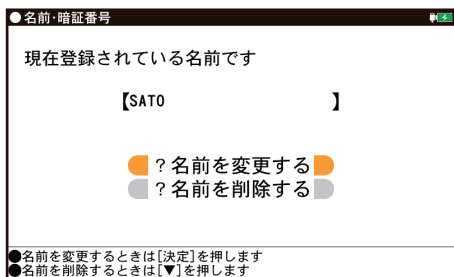 ●名前･暗証番号
現在登録されている名前です
【SATO 】
？名前を変更する
？名前を削除する
●名前を変更するときは[決定]を押します
●名前を削除するときは[▼]を押します